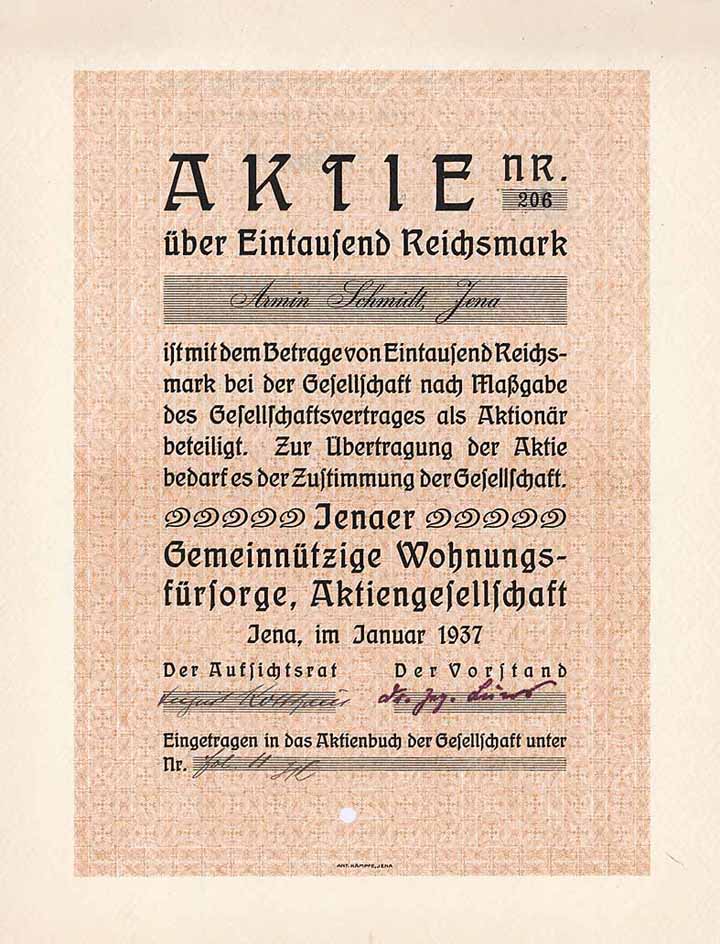 AKTIE NR.
206
über Eintauſend Reichsmark
Armin Schmidt, Jena
iſt mit dem Betrage von Eintauſend Reichs-
mark bei der Geſellſchaft nach Maßgabe
des Geſellſchaftsvertrages als Aktionär
beteiligt. Zur Übertragung der Aktie
bedarf es der Zuſtimmung der Geſellſchaft.
Jenaer
Gemeinnützige Wohnungs-
fürſorge, Aktiengeſellſchaft
Jena, im Januar 1937
Der Aufſichtsrat Der Vorſtand
Dr. Ing.
Eingetragen in das Aktienbuch der Geſellſchaft unter
Nr.
ANT. KÄMPFE, JENA